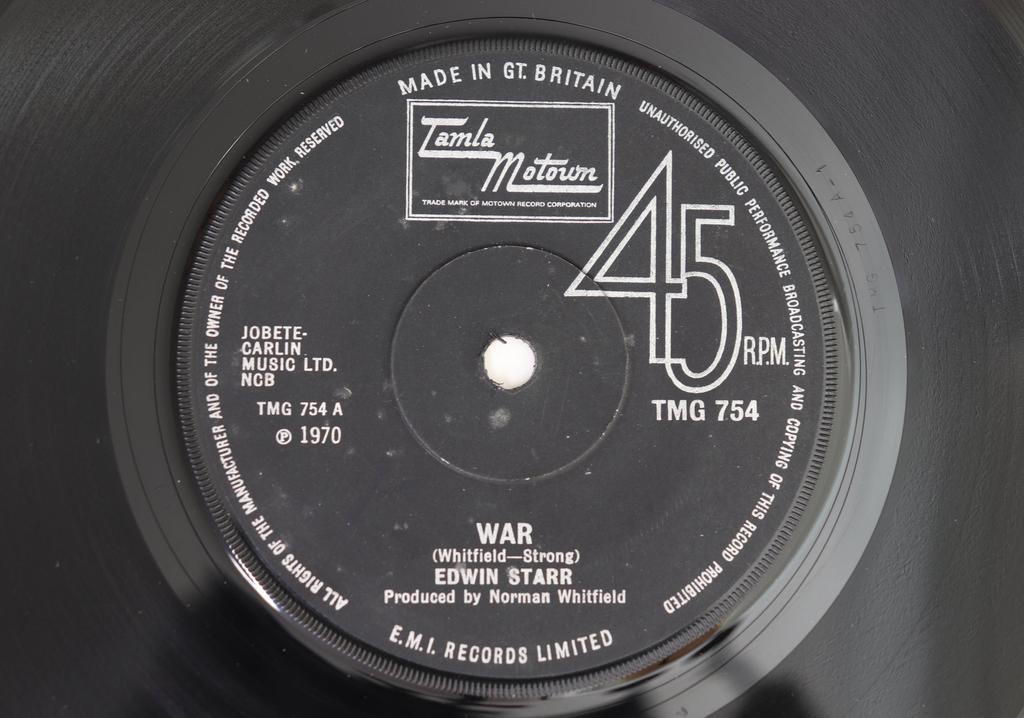 MADE IN GT. BRITAIN
Tamla
Motown
TRADE MARK OF MOTOWN RECORD CORPORATION
UNAUTHORISED PUBLIC PERFORMANCE BROADCASTING AND COPYING OF THIS RECORD PROHIBITED
ALL RIGHTS OF THE MANUFACTURER AND OF THE OWNER OF THE RECORDED WORK RESERVED
45
R.P.M.
TMG 754
JOBETE-
CARLIN
MUSIC LTD.
NCB
TMG 754 A
℗ 1970
WAR
(Whitfield—Strong)
EDWIN STARR
Produced by Norman Whitfield
E.M.I. RECORDS LIMITED
TMG 754 A-1